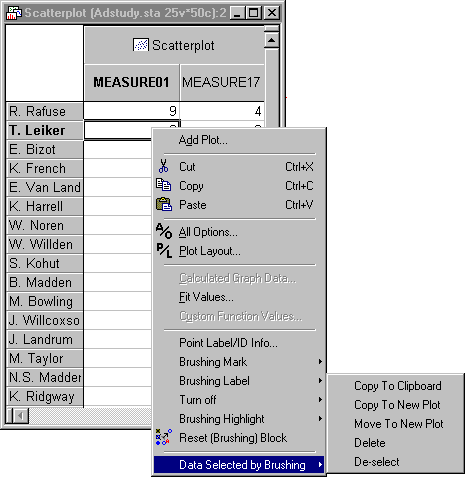 Scatterplot (Adstudy.sta 25v*50c):2
Scatterplot
MEASURE01 MEASURE17
R. Rafuse 9 4
T. Leiker
E. Bizot
K. French
E. Van Land
K. Harrell
W. Noren
W. Willden
S. Kohut
B. Madden
M. Bowling
J. Willcoxso
J. Landrum
M. Taylor
N.S. Madder
K. Ridgway
Add Plot...
Cut Ctrl+X
Copy Ctrl+C
Paste Ctrl+V
All Options...
Plot Layout...
Calculated Graph Data...
Fit Values...
Custom Function Values...
Point Label/ID Info...
Brushing Mark
Brushing Label
Turn off
Brushing Highlight
Reset (Brushing) Block
Data Selected by Brushing
Copy To Clipboard
Copy To New Plot
Move To New Plot
Delete
De-select